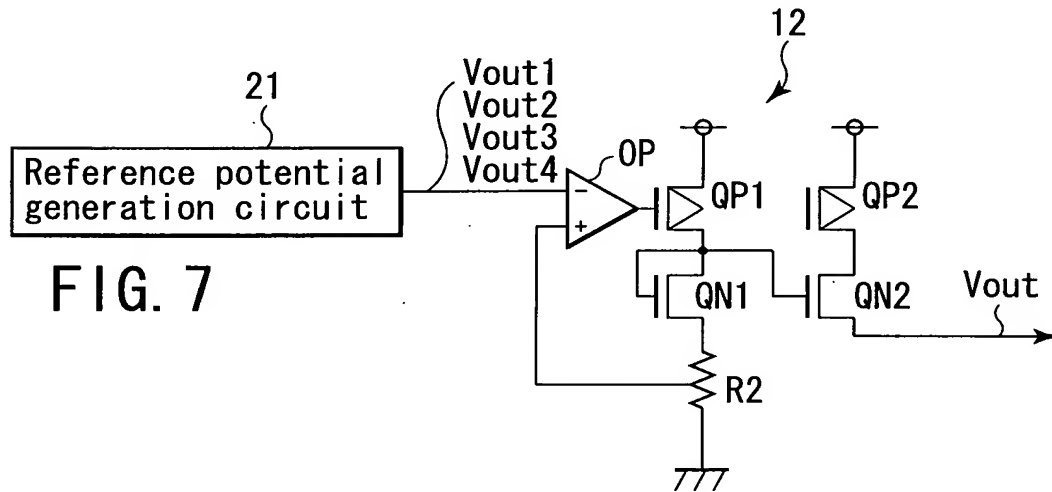 12
21
Vout1
Vout2
Vout3
Vout4
Reference potential
generation circuit
OP
−
+
QP1
QP2
QN1
QN2
Vout
R2
FIG. 7